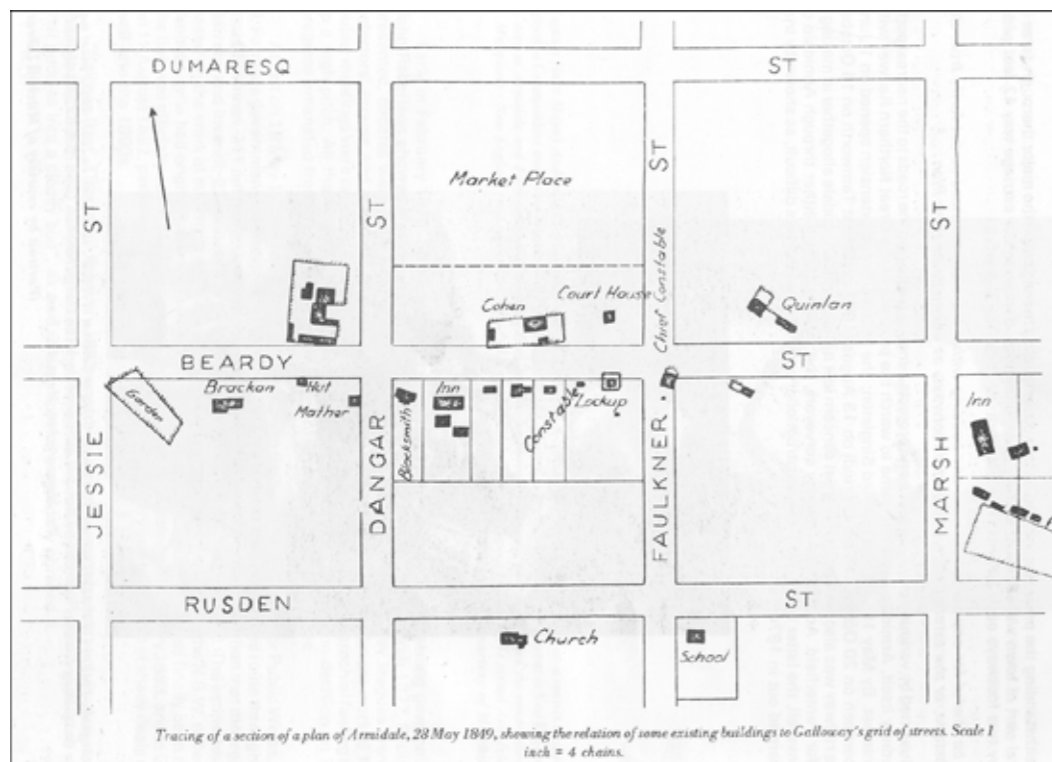 DUMARESQ ST
ST
ST
ST
ST
Market Place
Chief Constable
Cohen
Court House
Quinlan
BEARDY ST
Garden
Bracken
Hut
Mather
Blacksmith
Inn
Constable
Lockup
Inn
JESSIE
DANGAR
FAULKNER
MARSH
RUSDEN ST
Church
School
Tracing of a section of a plan of Armidale, 28 May 1849, showing the relation of some existing buildings to Galloway's grid of streets. Scale 1
inch = 4 chains.